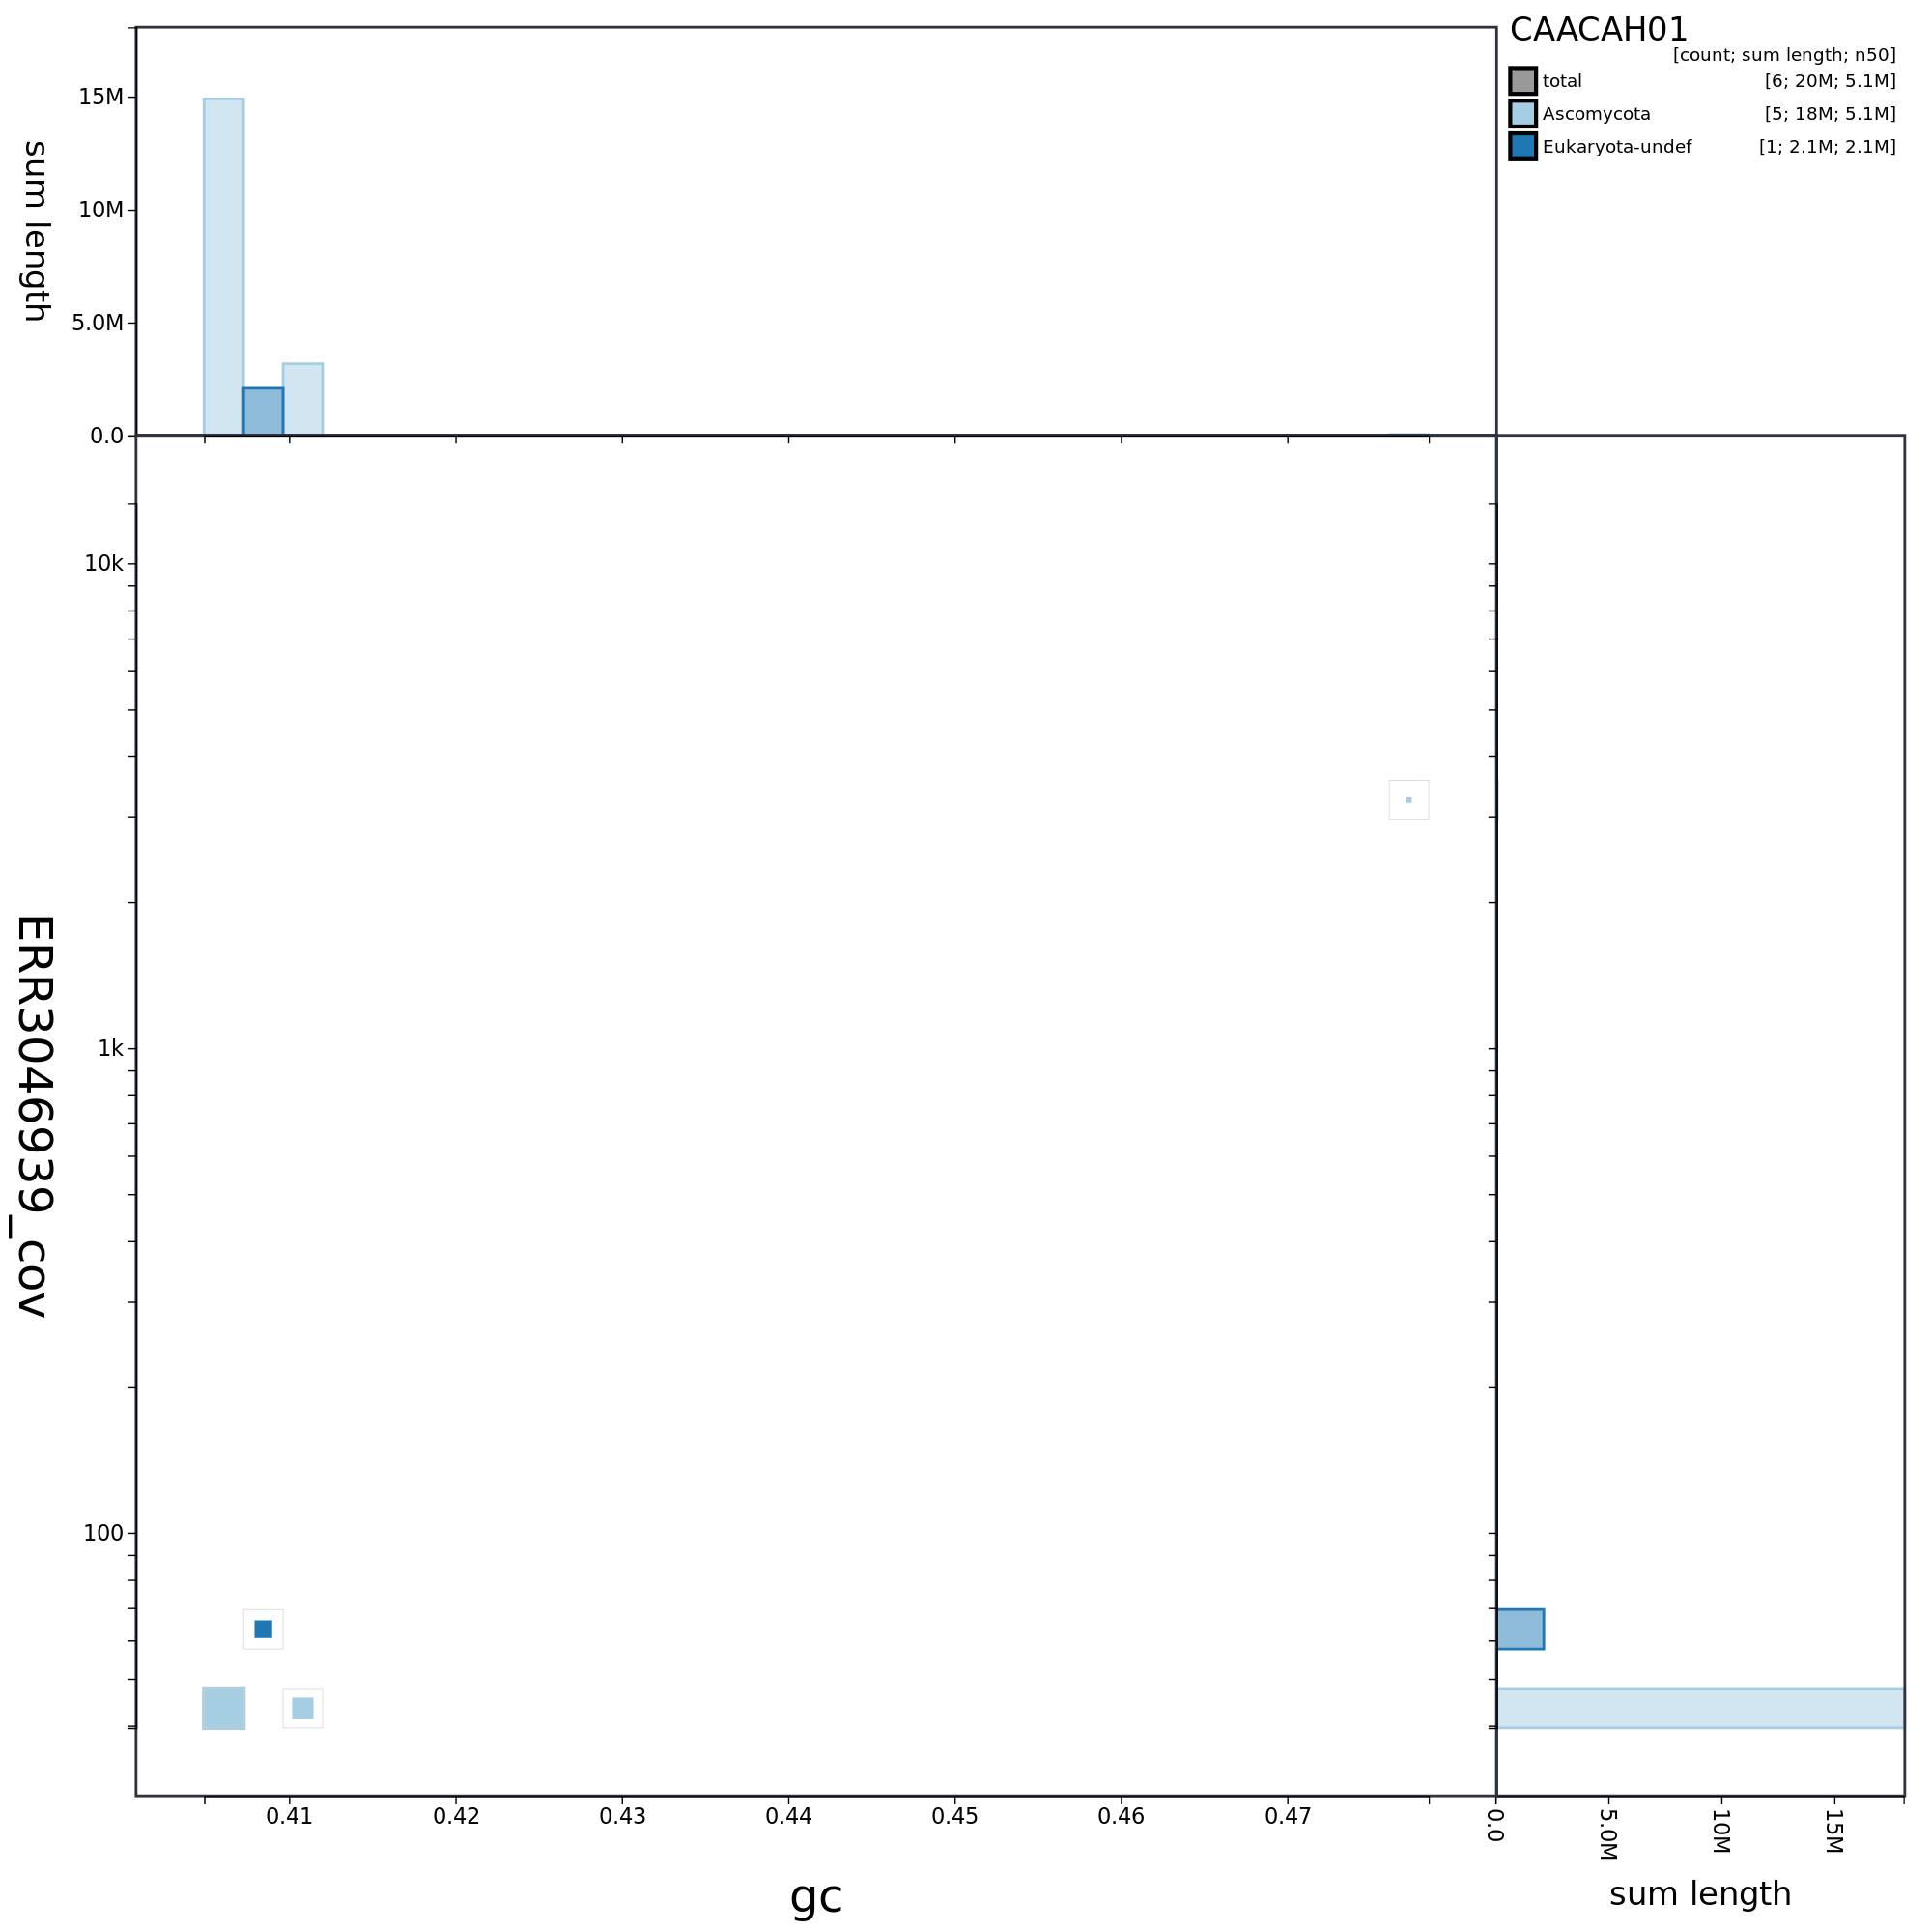 CAACAH01
[count; sum length; n50]
total [6; 20M; 5.1M]
Ascomycota [5; 18M; 5.1M]
Eukaryota-undef [1; 2.1M; 2.1M]
sum length
15M
10M
5.0M
0.0
ERR3046939_cov
10k
1k
100
0.41 0.42 0.43 0.44 0.45 0.46 0.47
gc
0.0 5.0M 10M 15M
sum length